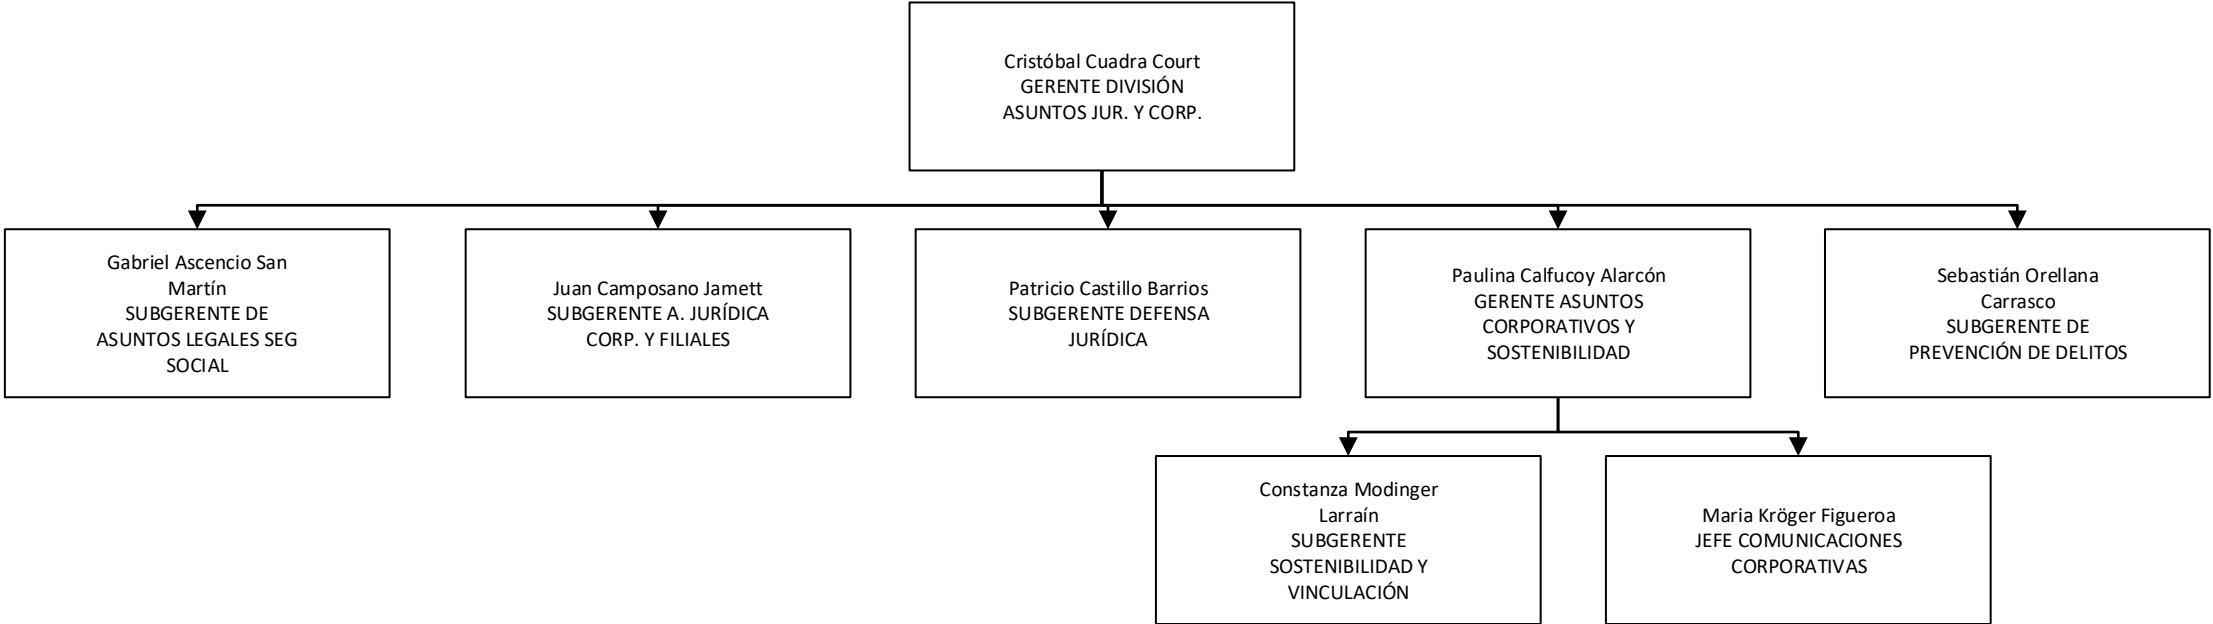 Cristóbal Cuadra Court
GERENTE DIVISIÓN
ASUNTOS JUR. Y CORP.
Gabriel Ascencio San
Martín
SUBGERENTE DE
ASUNTOS LEGALES SEG
SOCIAL
Juan Camposano Jamett
SUBGERENTE A. JURÍDICA
CORP. Y FILIALES
Patricio Castillo Barrios
SUBGERENTE DEFENSA
JURÍDICA
Paulina Calfucoy Alarcón
GERENTE ASUNTOS
CORPORATIVOS Y
SOSTENIBILIDAD
Sebastián Orellana
Carrasco
SUBGERENTE DE
PREVENCIÓN DE DELITOS
Constanza Modinger
Larraín
SUBGERENTE
SOSTENIBILIDAD Y
VINCULACIÓN
Maria Kröger Figueroa
JEFE COMUNICACIONES
CORPORATIVAS